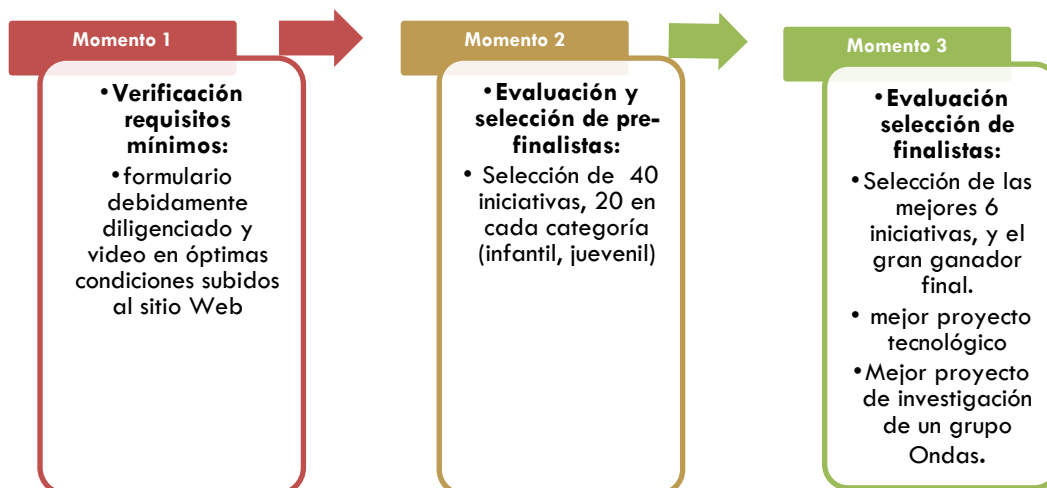 Momento 1
• Verificación
requisitos
mínimos:
• formulario
debidamente
diligenciado y
video en óptimas
condiciones subidos
al sitio Web
Momento 2
• Evaluación y
selección de pre-
finalistas:
• Selección de 40
iniciativas, 20 en
cada categoría
(infantil, juevenil)
Momento 3
• Evaluación
selección de
finalistas:
• Selección de las
mejores 6
iniciativas, y el
gran ganador
final.
• mejor proyecto
tecnológico
• Mejor proyecto
de investigación
de un grupo
Ondas.